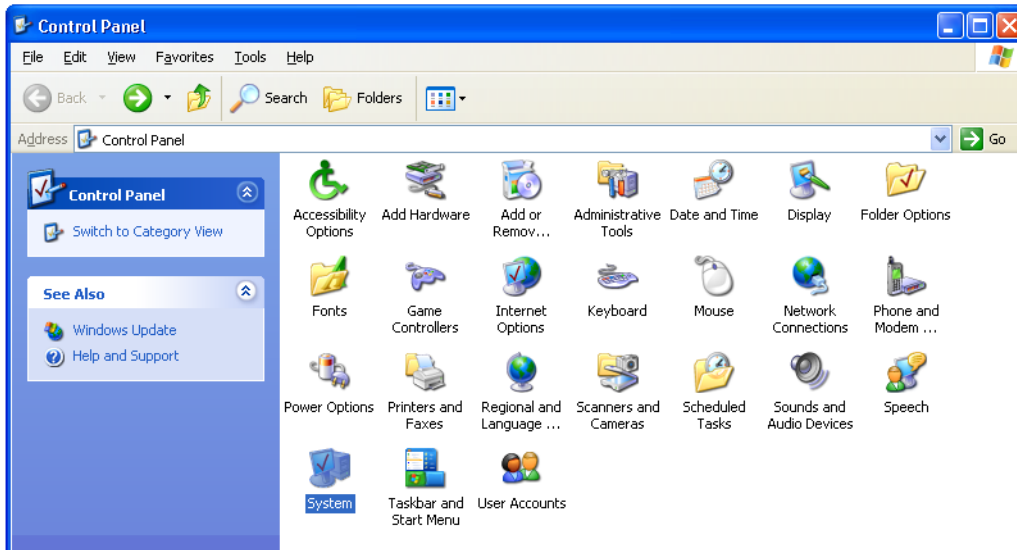 Control Panel
File Edit View Favorites Tools Help
Back Search Folders
Address Control Panel Go
Control Panel
Switch to Category View
See Also
Windows Update
Help and Support
Accessibility Options
Add Hardware
Add or Remov...
Administrative Tools
Date and Time
Display
Folder Options
Fonts
Game Controllers
Internet Options
Keyboard
Mouse
Network Connections
Phone and Modem ...
Power Options
Printers and Faxes
Regional and Language ...
Scanners and Cameras
Scheduled Tasks
Sounds and Audio Devices
Speech
System
Taskbar and Start Menu
User Accounts